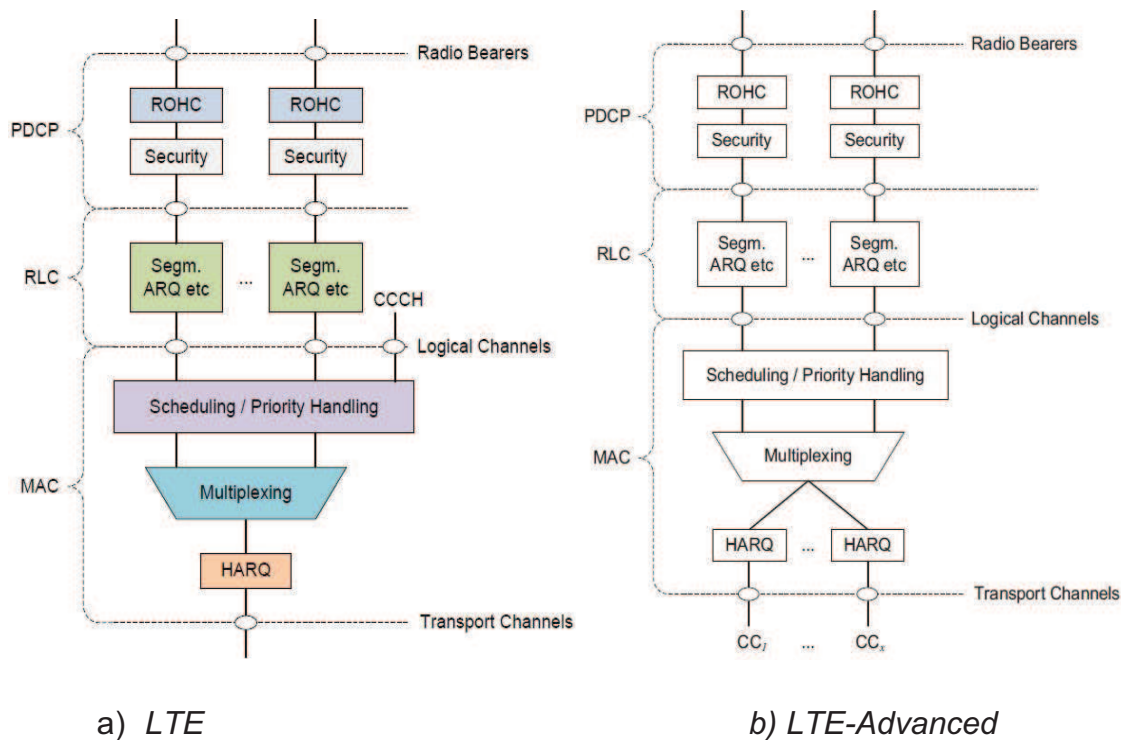 Radio Bearers
ROHC ROHC
PDCP
Security Security
Segm. ARQ etc ... Segm. ARQ etc
RLC
CCCH
Logical Channels
Scheduling / Priority Handling
MAC
Multiplexing
HARQ
Transport Channels
a) LTE
Radio Bearers
ROHC ROHC
PDCP
Security Security
Segm. ARQ etc ... Segm. ARQ etc
RLC
Logical Channels
Scheduling / Priority Handling
MAC
Multiplexing
HARQ ... HARQ
Transport Channels
CC1 ... CCx
b) LTE-Advanced